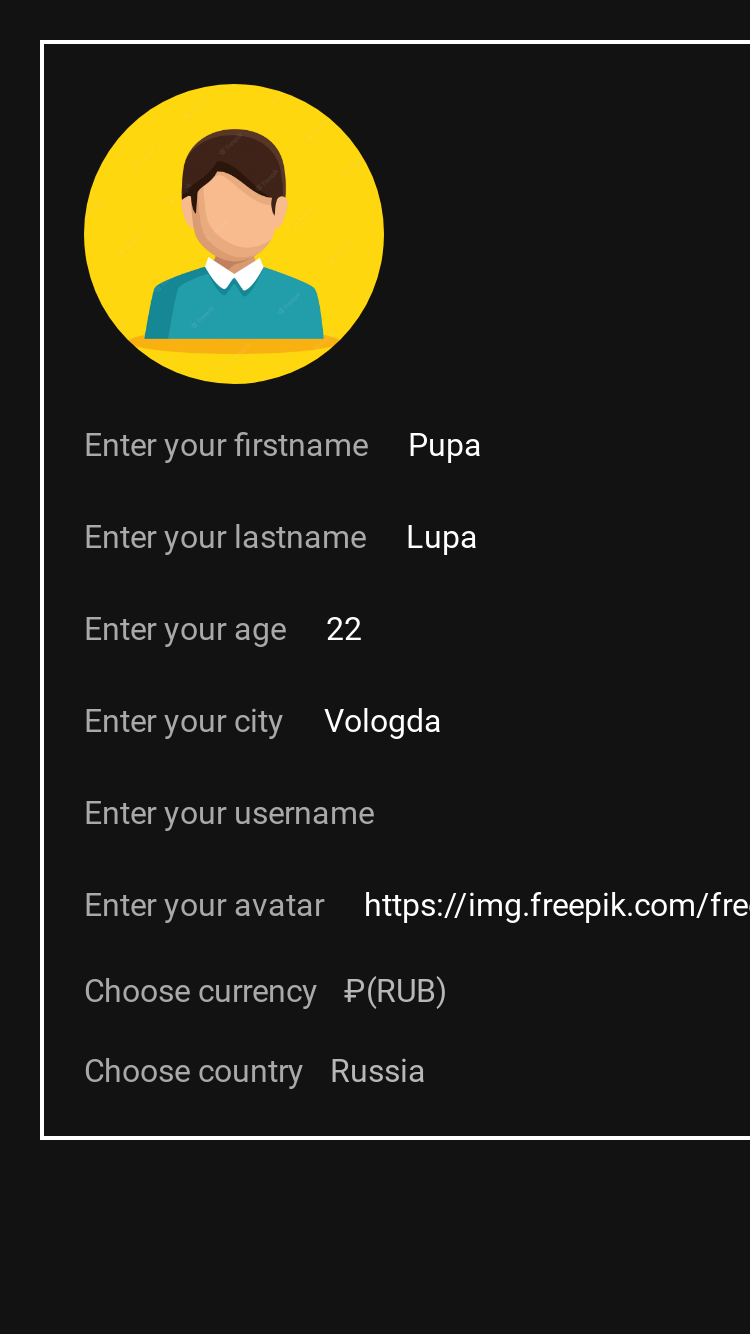 Enter your firstname Pupa
Enter your lastname Lupa
Enter your age 22
Enter your city Vologda
Enter your username
Enter your avatar https://img.freepik.com/fre
Choose currency ₽(RUB)
Choose country Russia